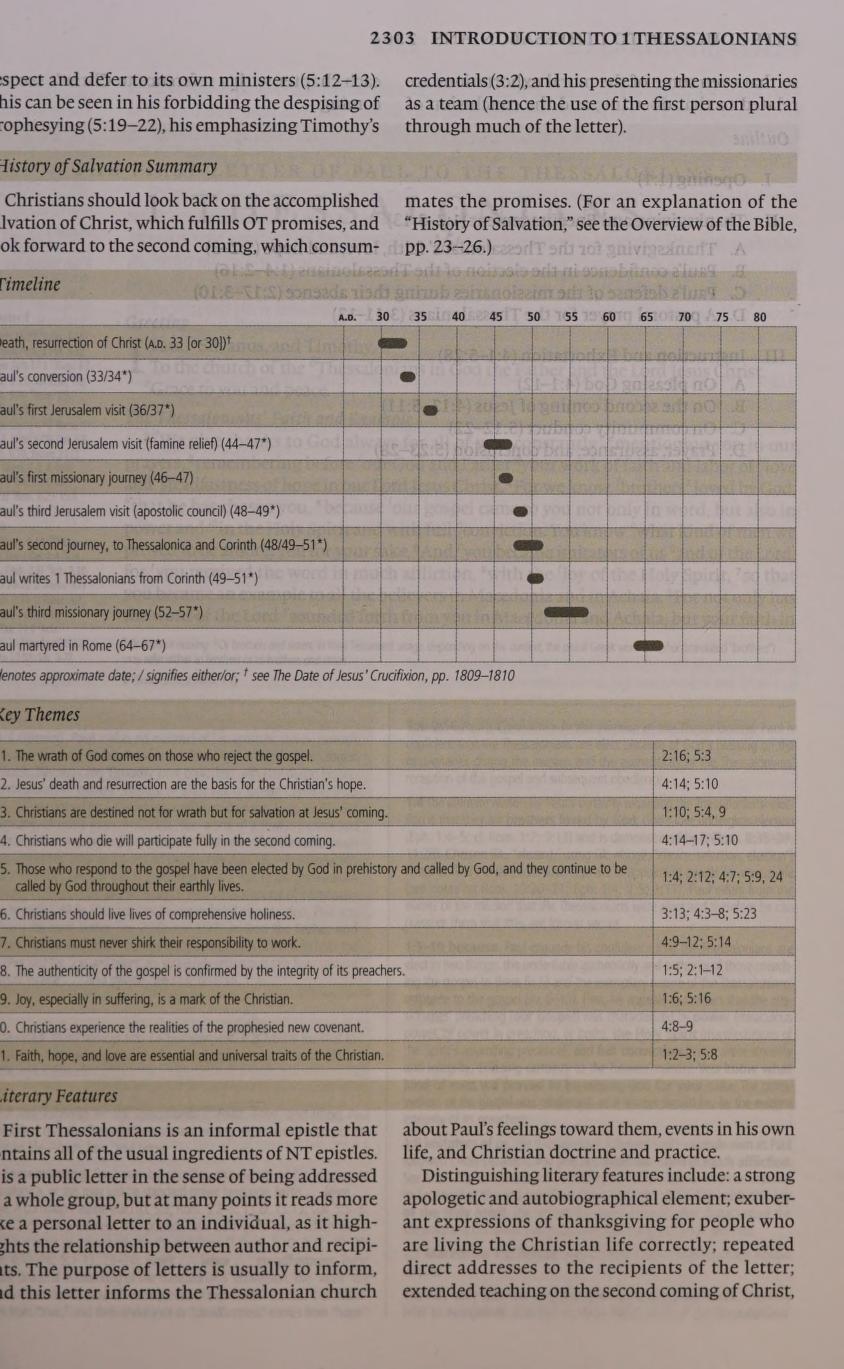 2303 INTRODUCTION TO 1 THESSALONIANS
espect and defer to its own ministers (5:12–13).
his can be seen in his forbidding the despising of
rophesying (5:19–22), his emphasizing Timothy’s
credentials (3:2), and his presenting the missionaries
as a team (hence the use of the first person plural
through much of the letter).
History of Salvation Summary
Christians should look back on the accomplished
lvation of Christ, which fulfills OT promises, and
ok forward to the second coming, which consum-
mates the promises. (For an explanation of the
“History of Salvation,” see the Overview of the Bible,
pp. 23–26.)
Timeline
A.D. 30 35 40 45 50 55 60 65 70 75 80
eath, resurrection of Christ (A.D. 33 [or 30])†
aul's conversion (33/34*)
aul's first Jerusalem visit (36/37*)
aul's second Jerusalem visit (famine relief) (44–47*)
aul's first missionary journey (46–47)
aul's third Jerusalem visit (apostolic council) (48–49*)
aul's second journey, to Thessalonica and Corinth (48/49–51*)
aul writes 1 Thessalonians from Corinth (49–51*)
aul's third missionary journey (52–57*)
aul martyred in Rome (64–67*)
denotes approximate date; / signifies either/or; † see The Date of Jesus’ Crucifixion, pp. 1809–1810
Key Themes
1. The wrath of God comes on those who reject the gospel. 2:16; 5:3
2. Jesus' death and resurrection are the basis for the Christian's hope. 4:14; 5:10
3. Christians are destined not for wrath but for salvation at Jesus' coming. 1:10; 5:4, 9
4. Christians who die will participate fully in the second coming. 4:14–17; 5:10
5. Those who respond to the gospel have been elected by God in prehistory and called by God, and they continue to be
called by God throughout their earthly lives. 1:4; 2:12; 4:7; 5:9, 24
6. Christians should live lives of comprehensive holiness. 3:13; 4:3–8; 5:23
7. Christians must never shirk their responsibility to work. 4:9–12; 5:14
8. The authenticity of the gospel is confirmed by the integrity of its preachers. 1:5; 2:1–12
9. Joy, especially in suffering, is a mark of the Christian. 1:6; 5:16
0. Christians experience the realities of the prophesied new covenant. 4:8–9
1. Faith, hope, and love are essential and universal traits of the Christian. 1:2–3; 5:8
Literary Features
First Thessalonians is an informal epistle that
ntains all of the usual ingredients of NT epistles.
is a public letter in the sense of being addressed
a whole group, but at many points it reads more
ke a personal letter to an individual, as it high-
ghts the relationship between author and recipi-
ts. The purpose of letters is usually to inform,
d this letter informs the Thessalonian church
about Paul’s feelings toward them, events in his own
life, and Christian doctrine and practice.
Distinguishing literary features include: a strong
apologetic and autobiographical element; exuber-
ant expressions of thanksgiving for people who
are living the Christian life correctly; repeated
direct addresses to the recipients of the letter;
extended teaching on the second coming of Christ,